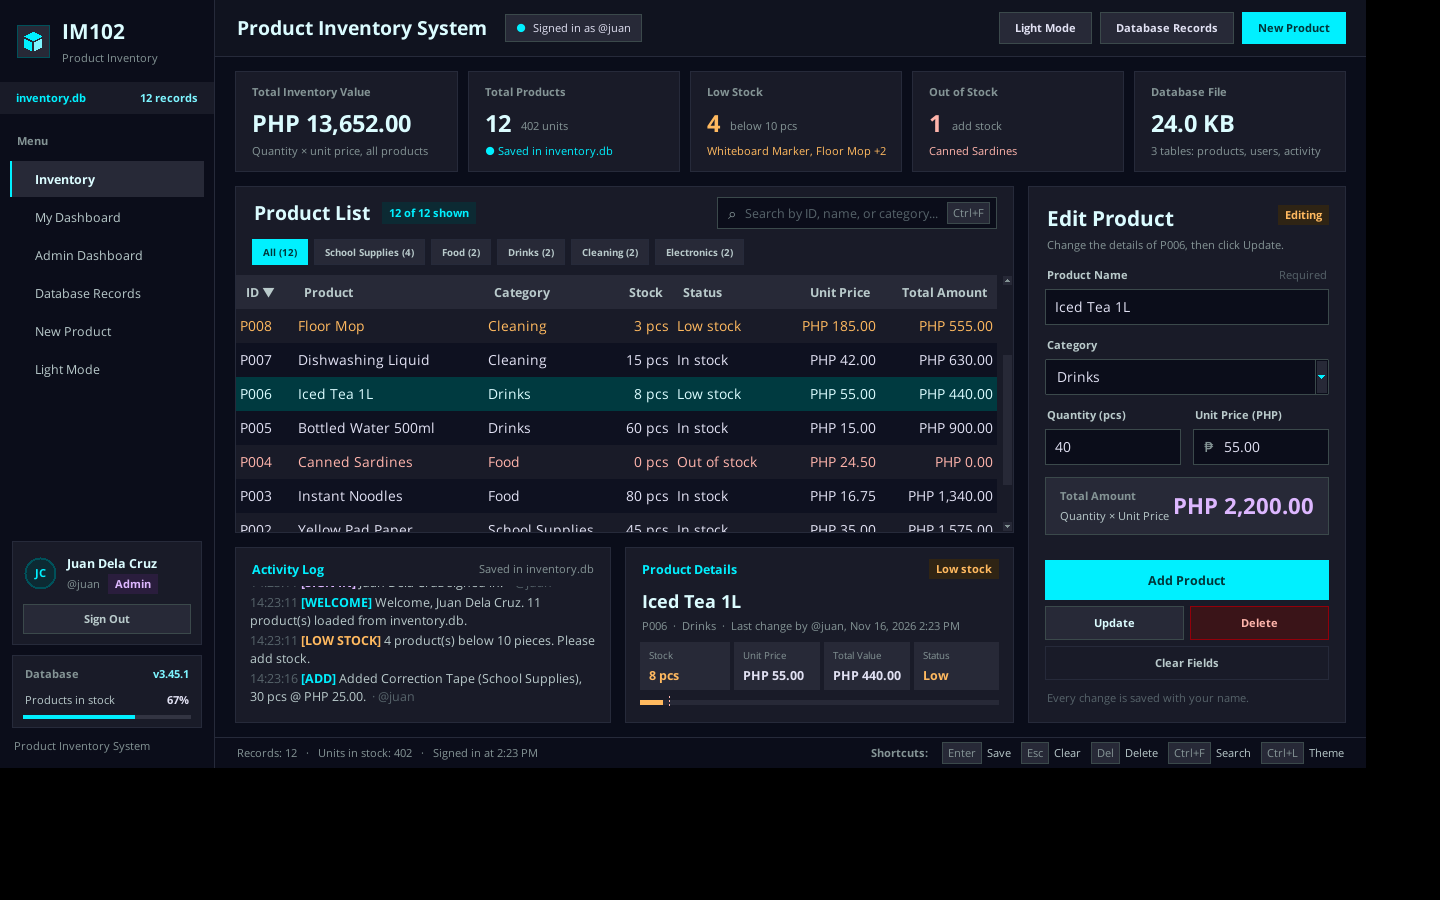 IM102
Product Inventory
inventory.db 12 records
Menu
Inventory
My Dashboard
Admin Dashboard
Database Records
New Product
Light Mode
JC
Juan Dela Cruz
@juan Admin
Sign Out
Database v3.45.1
Products in stock 67%
Product Inventory System
Product Inventory System
Signed in as @juan
Light Mode
Database Records
New Product
Total Inventory Value
PHP 13,652.00
Quantity × unit price, all products
Total Products
12 402 units
Saved in inventory.db
Low Stock
4 below 10 pcs
Whiteboard Marker, Floor Mop +2
Out of Stock
1 add stock
Canned Sardines
Database File
24.0 KB
3 tables: products, users, activity
Product List 12 of 12 shown
Search by ID, name, or category... Ctrl+F
All (12) School Supplies (4) Food (2) Drinks (2) Cleaning (2) Electronics (2)
ID ▼ Product Category Stock Status Unit Price Total Amount
P008 Floor Mop Cleaning 3 pcs Low stock PHP 185.00 PHP 555.00
P007 Dishwashing Liquid Cleaning 15 pcs In stock PHP 42.00 PHP 630.00
P006 Iced Tea 1L Drinks 8 pcs Low stock PHP 55.00 PHP 440.00
P005 Bottled Water 500ml Drinks 60 pcs In stock PHP 15.00 PHP 900.00
P004 Canned Sardines Food 0 pcs Out of stock PHP 24.50 PHP 0.00
P003 Instant Noodles Food 80 pcs In stock PHP 16.75 PHP 1,340.00
P002 Yellow Pad Paper School Supplies 45 pcs In stock PHP 35.00 PHP 1,575.00
Activity Log Saved in inventory.db
14:23:11 [WELCOME] Welcome, Juan Dela Cruz. 11
product(s) loaded from inventory.db.
14:23:11 [LOW STOCK] 4 product(s) below 10 pieces. Please
add stock.
14:23:16 [ADD] Added Correction Tape (School Supplies),
30 pcs @ PHP 25.00. · @juan
Product Details Low stock
Iced Tea 1L
P006 · Drinks · Last change by @juan, Nov 16, 2026 2:23 PM
Stock
8 pcs
Unit Price
PHP 55.00
Total Value
PHP 440.00
Status
Low
Edit Product Editing
Change the details of P006, then click Update.
Product Name Required
Iced Tea 1L
Category
Drinks
Quantity (pcs) Unit Price (PHP)
40 ₱ 55.00
Total Amount
Quantity × Unit Price
PHP 2,200.00
Add Product
Update Delete
Clear Fields
Every change is saved with your name.
Records: 12 · Units in stock: 402 · Signed in at 2:23 PM
Shortcuts: Enter Save Esc Clear Del Delete Ctrl+F Search Ctrl+L Theme